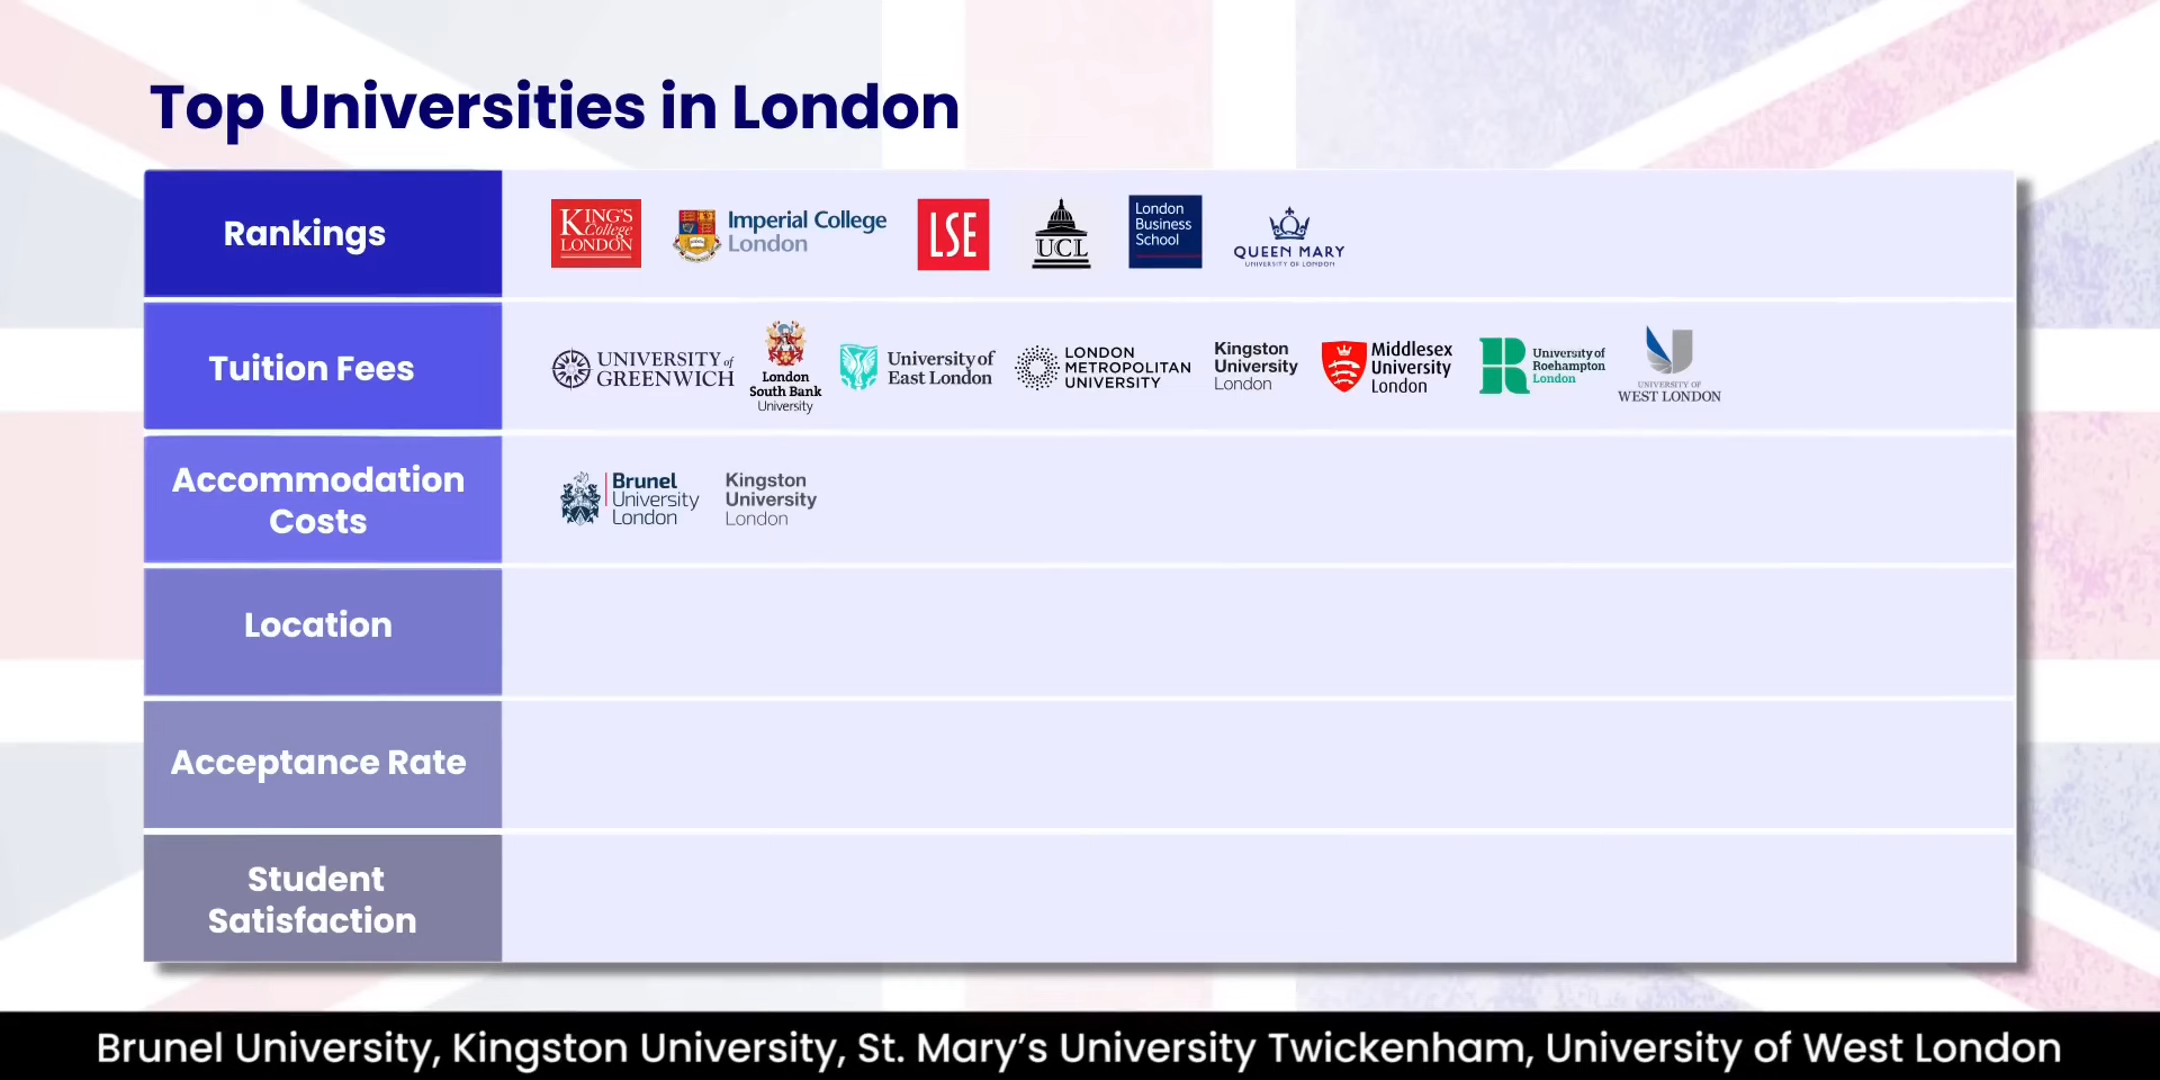 Top Universities in London
Rankings
KING'S
College
LONDON
Imperial College
London
LSE
UCL
London
Business
School
QUEEN MARY
UNIVERSITY OF LONDON
Tuition Fees
UNIVERSITY of
GREENWICH
London
South Bank
University
University of
East London
LONDON
METROPOLITAN
UNIVERSITY
Kingston
University
London
Middlesex
University
London
University of
Roehampton
London
UNIVERSITY OF
WEST LONDON
Accommodation
Costs
Brunel
University
London
Kingston
University
London
Location
Acceptance Rate
Student
Satisfaction
Brunel University, Kingston University, St. Mary’s University Twickenham, University of West London